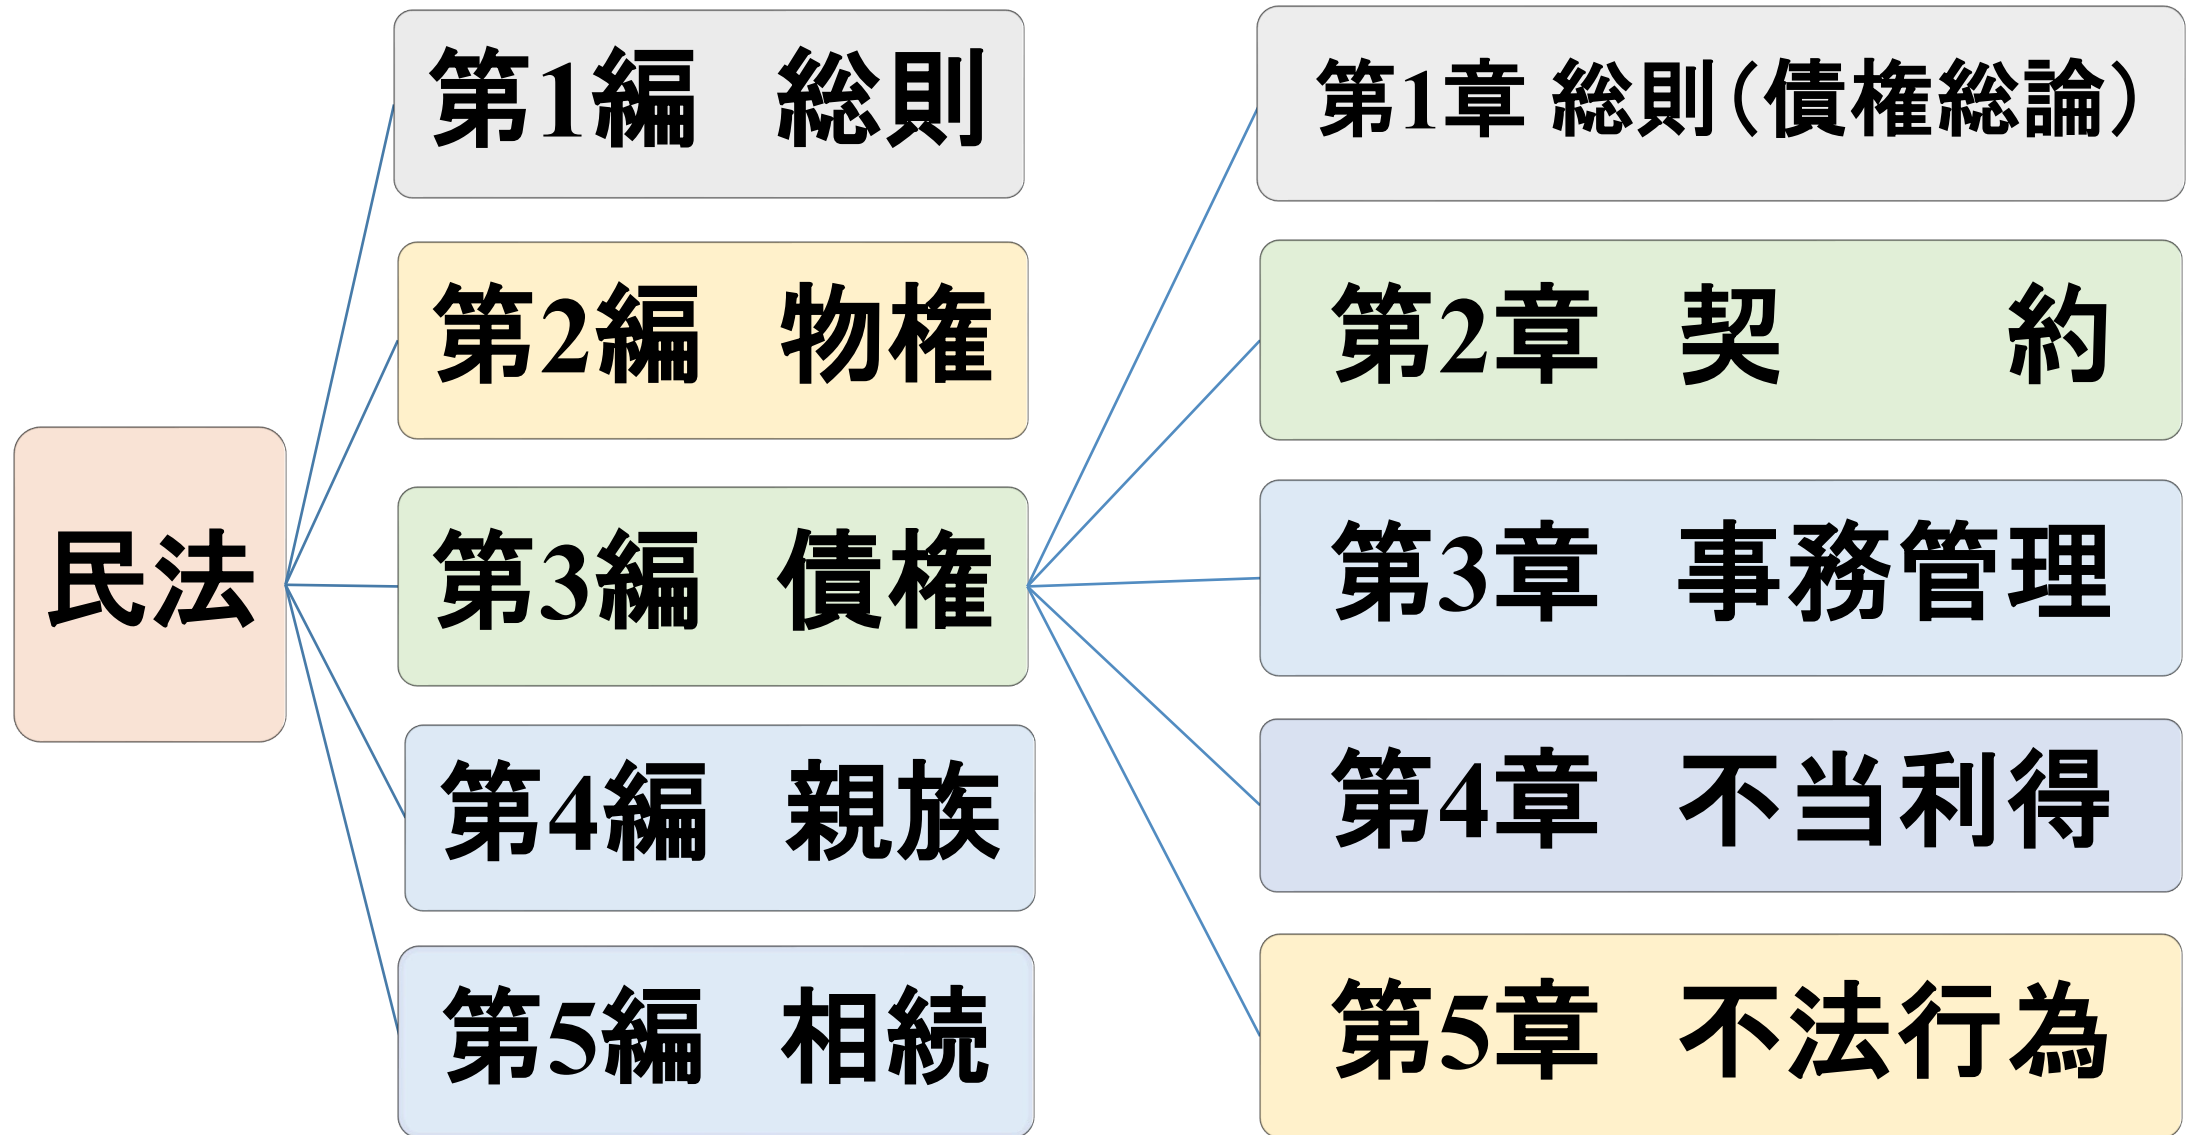 民法
第1編　総則
第2編　物権
第3編　債権
第4編　親族
第5編　相続
第1章 総則（債権総論）
第2章　契　　約
第3章　事務管理
第4章　不当利得
第5章　不法行為